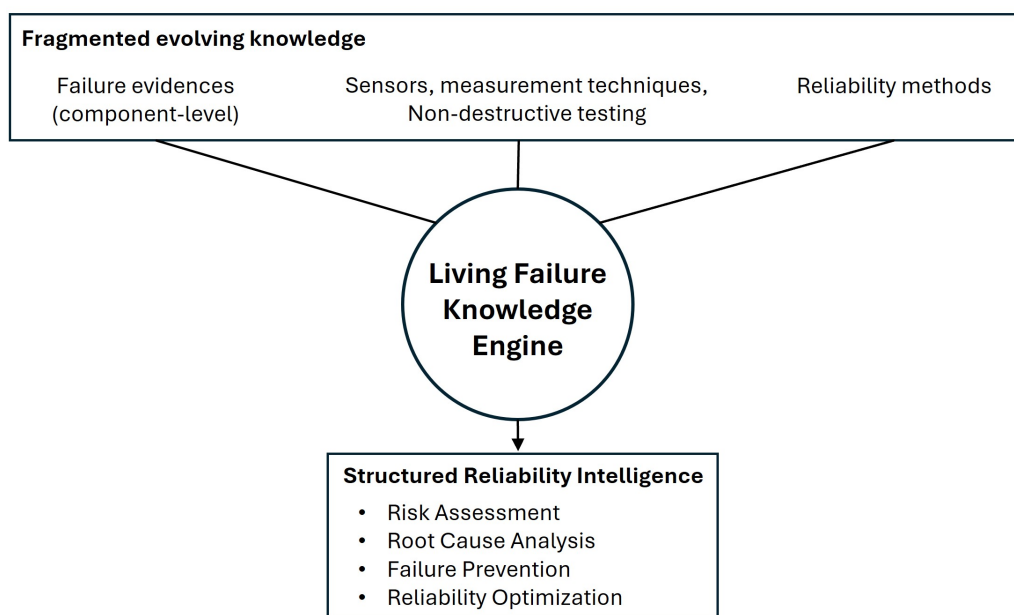 Fragmented evolving knowledge
Failure evidences
(component-level)
Sensors, measurement techniques,
Non-destructive testing
Reliability methods
Living Failure
Knowledge
Engine
Structured Reliability Intelligence
• Risk Assessment
• Root Cause Analysis
• Failure Prevention
• Reliability Optimization